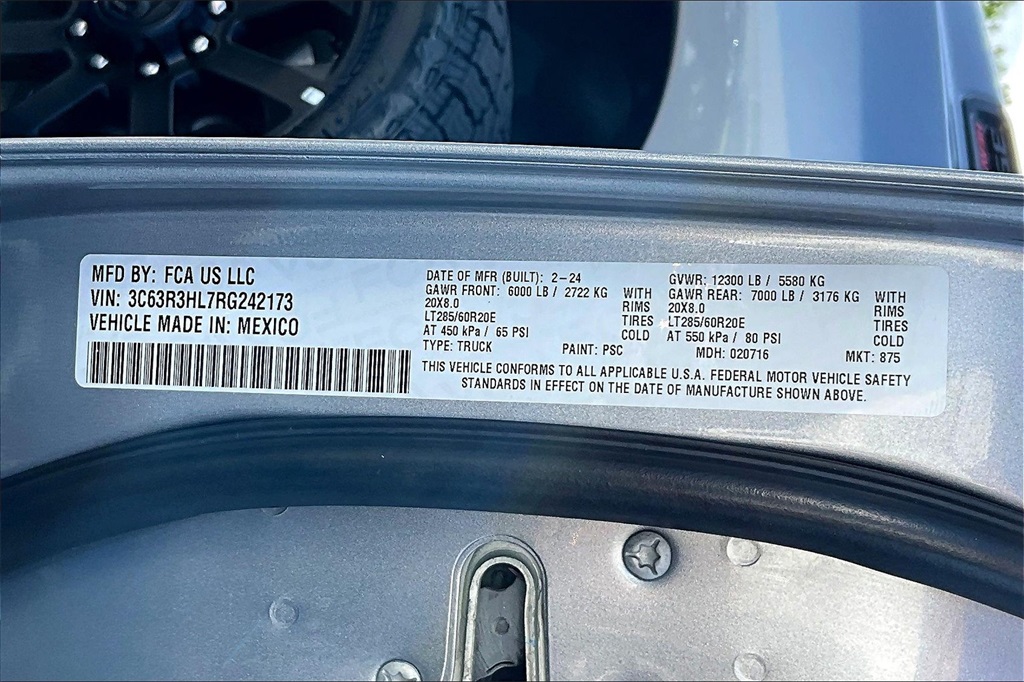 MFD BY: FCA US LLC
VIN: 3C63R3HL7RG242173
VEHICLE MADE IN: MEXICO
DATE OF MFR (BUILT): 2-24
GAWR FRONT: 6000 LB / 2722 KG WITH
20X8.0 RIMS
LT285/60R20E TIRES
AT 450 kPa / 65 PSI COLD
TYPE: TRUCK PAINT: PSC
GVWR: 12300 LB / 5580 KG
GAWR REAR: 7000 LB / 3176 KG WITH
20X8.0 RIMS
LT285/60R20E TIRES
AT 550 kPa / 80 PSI COLD
MDH: 020716 MKT: 875
THIS VEHICLE CONFORMS TO ALL APPLICABLE U.S.A. FEDERAL MOTOR VEHICLE SAFETY
STANDARDS IN EFFECT ON THE DATE OF MANUFACTURE SHOWN ABOVE.